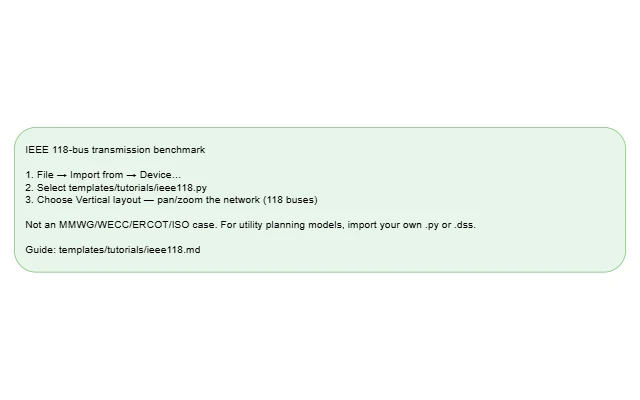 IEEE 118-bus transmission benchmark
1. File → Import from → Device...
2. Select templates/tutorials/ieee118.py
3. Choose Vertical layout — pan/zoom the network (118 buses)
Not an MMWG/WECC/ERCOT/ISO case. For utility planning models, import your own .py or .dss.
Guide: templates/tutorials/ieee118.md